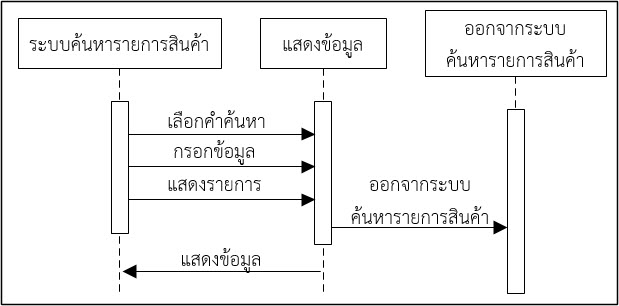 ระบบค้นหารายการสินค้า
แสดงข้อมูล
ออกจากระบบ
ค้นหารายการสินค้า
เลือกคำค้นหา
กรอกข้อมูล
แสดงรายการ
ออกจากระบบ
ค้นหารายการสินค้า
แสดงข้อมูล